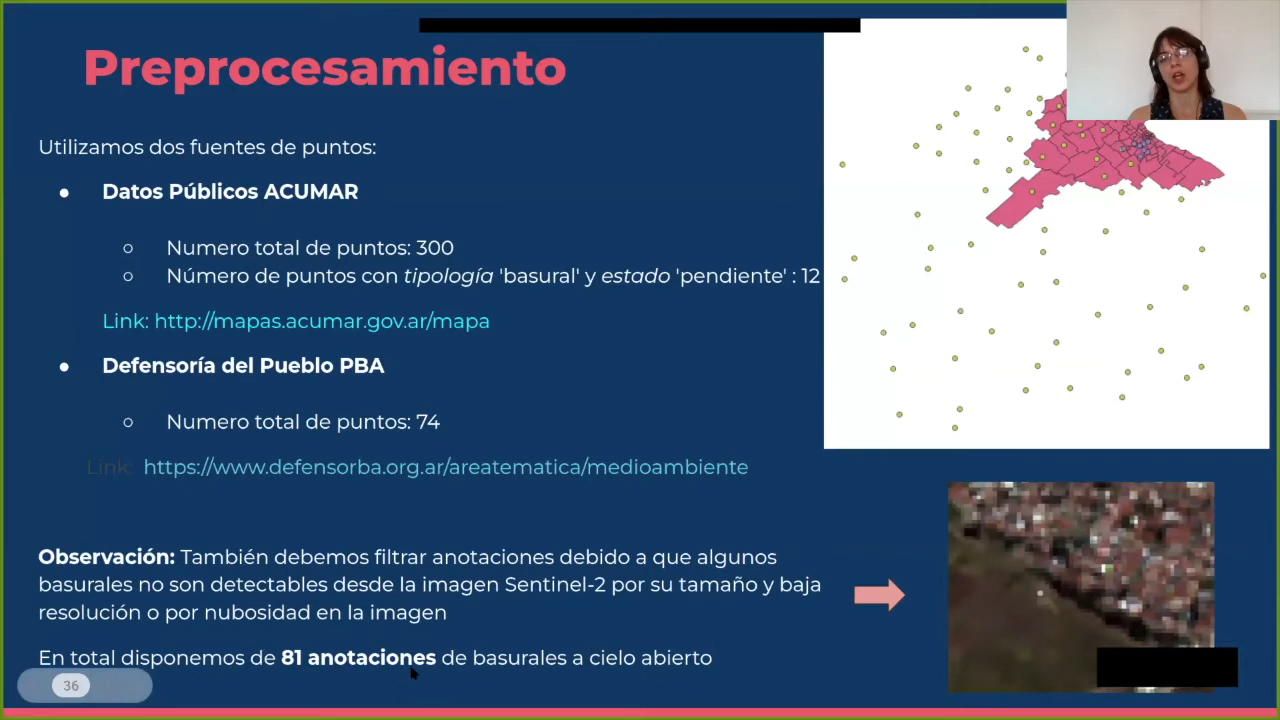 Preprocesamiento
Utilizamos dos fuentes de puntos:
● Datos Públicos ACUMAR
○ Numero total de puntos: 300
○ Número de puntos con tipología 'basural' y estado 'pendiente' : 12
Link: http://mapas.acumar.gov.ar/mapa
● Defensoría del Pueblo PBA
○ Numero total de puntos: 74
Link: https://www.defensorba.org.ar/areatematica/medioambiente
Observación: También debemos filtrar anotaciones debido a que algunos
basurales no son detectables desde la imagen Sentinel-2 por su tamaño y baja
resolución o por nubosidad en la imagen
En total disponemos de 81 anotaciones de basurales a cielo abierto
36